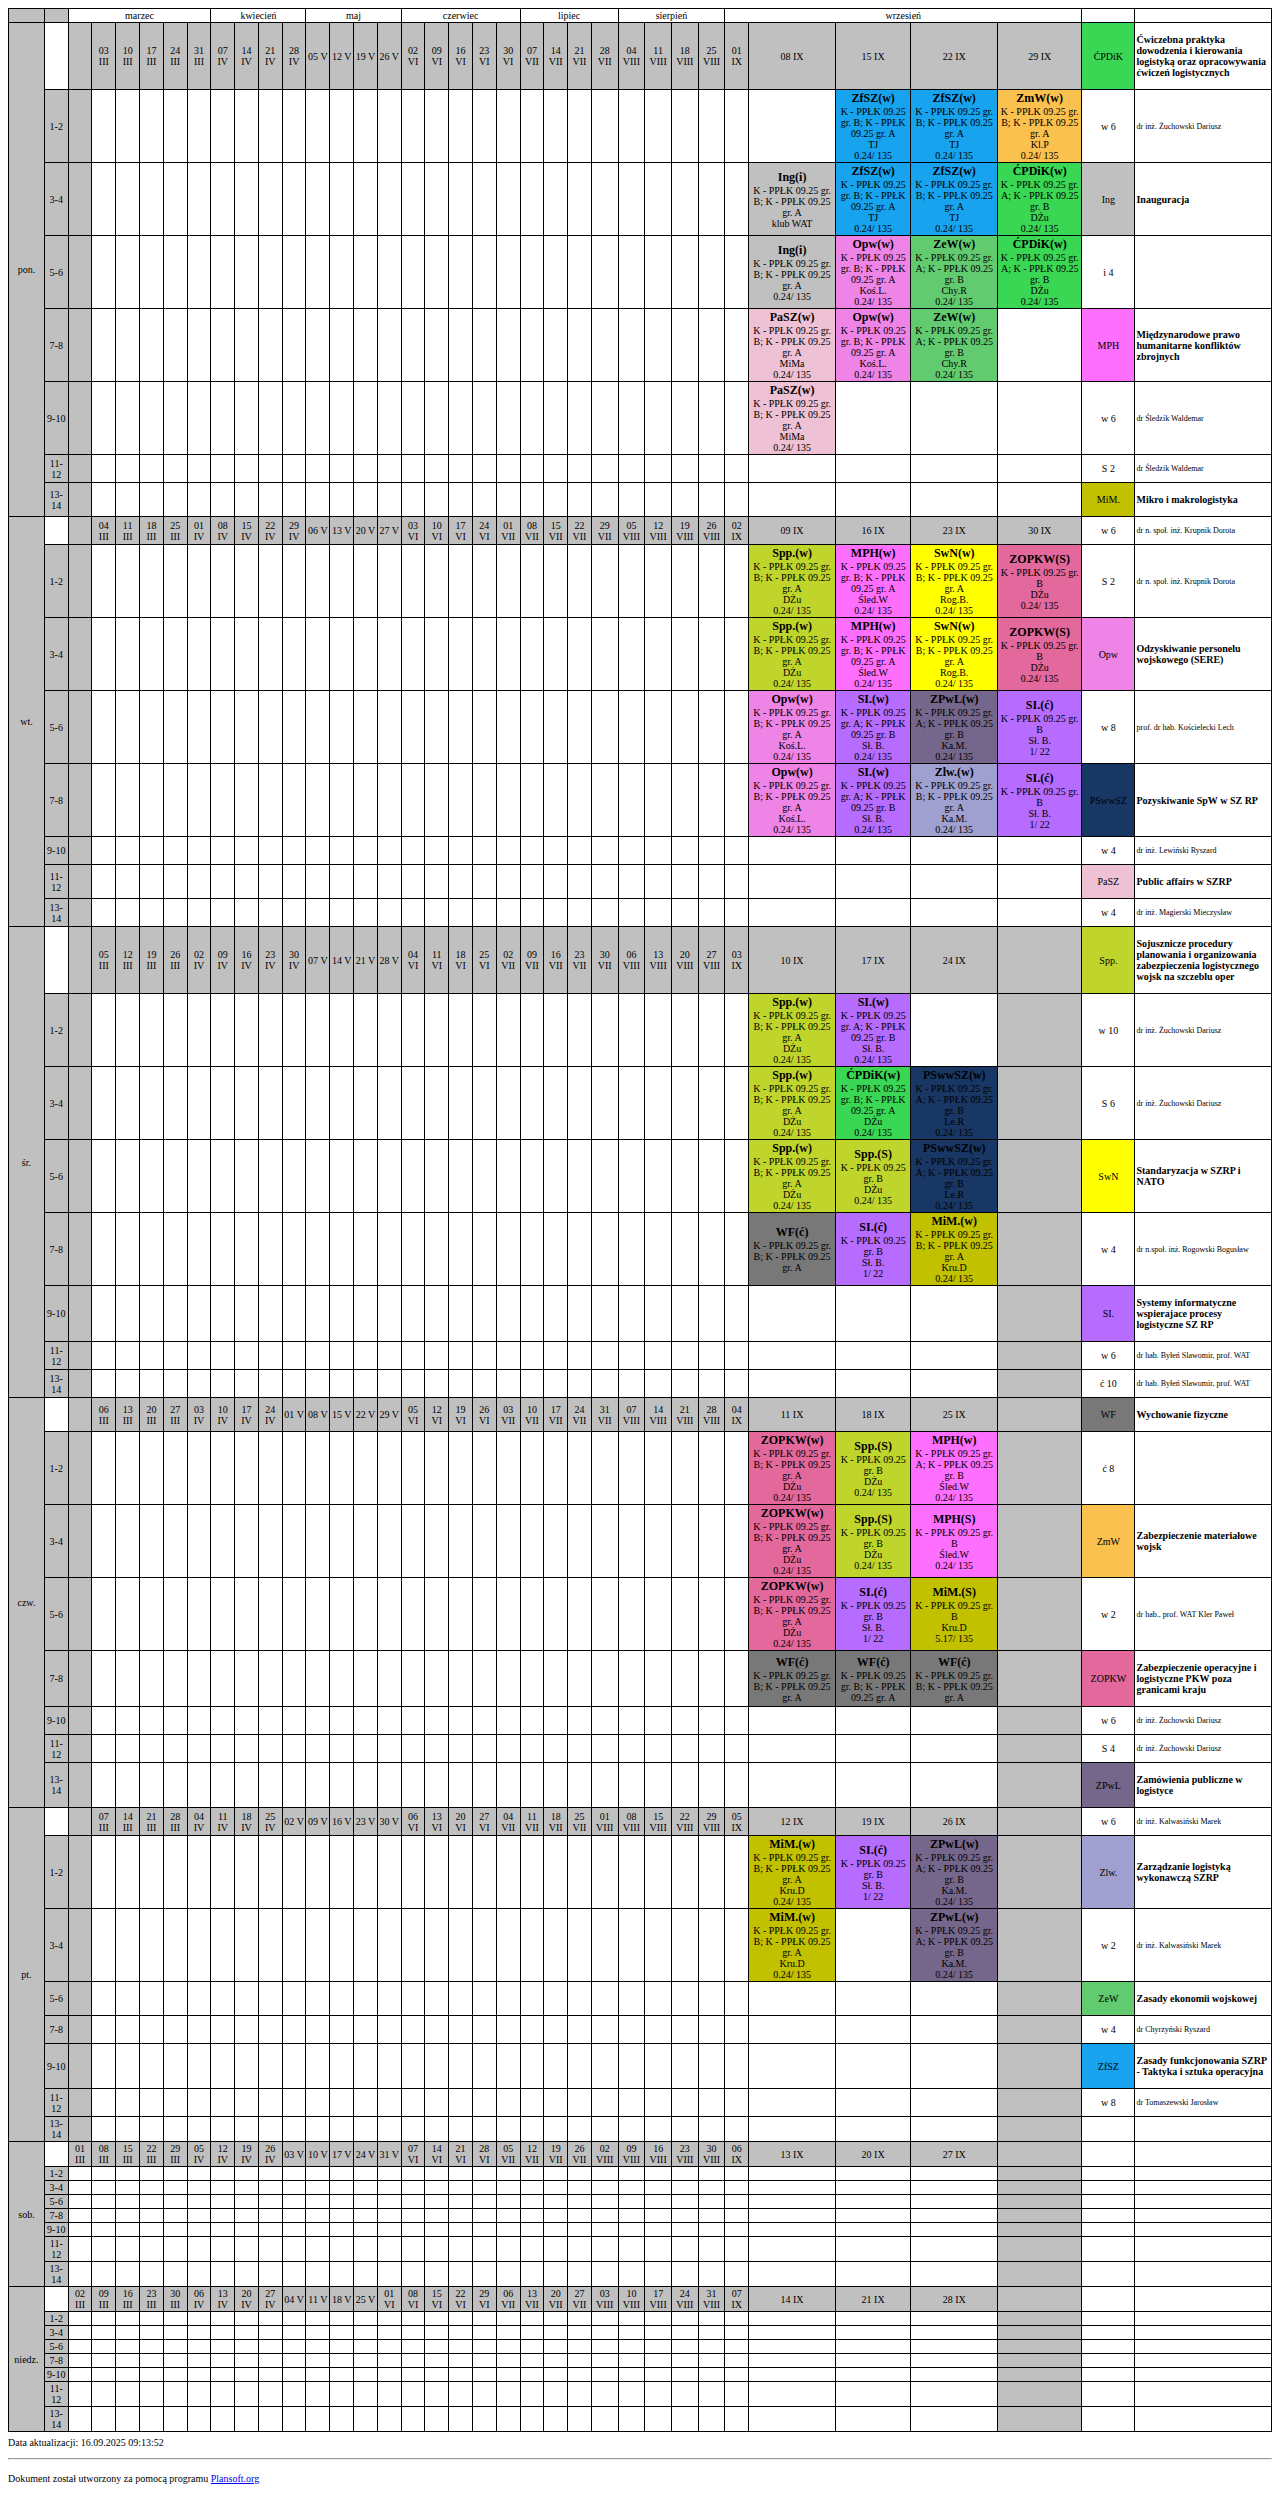 marzec kwiecień maj czerwiec lipiec sierpień wrzesień
pon.
03 III 10 III 17 III 24 III 31 III 07 IV 14 IV 21 IV 28 IV 05 V 12 V 19 V 26 V 02 VI 09 VI 16 VI 23 VI 30 VI 07 VII 14 VII 21 VII 28 VII 04 VIII 11 VIII 18 VIII 25 VIII 01 IX 08 IX 15 IX 22 IX 29 IX
ĆPDiK
Ćwiczebna praktyka
dowodzenia i kierowania
logistyką oraz opracowywania
ćwiczeń logistycznych
1-2
ZfSZ(w)
K - PPŁK 09.25
gr. B; K - PPŁK
09.25 gr. A
TJ
0.24/ 135
ZfSZ(w)
K - PPŁK 09.25 gr.
B; K - PPŁK 09.25
gr. A
TJ
0.24/ 135
ZmW(w)
K - PPŁK 09.25 gr.
B; K - PPŁK 09.25
gr. A
Kl.P
0.24/ 135
w 6
dr inż. Żuchowski Dariusz
3-4
Ing(i)
K - PPŁK 09.25 gr.
B; K - PPŁK 09.25
gr. A
klub WAT
ZfSZ(w)
K - PPŁK 09.25
gr. B; K - PPŁK
09.25 gr. A
TJ
0.24/ 135
ZfSZ(w)
K - PPŁK 09.25 gr.
B; K - PPŁK 09.25
gr. A
TJ
0.24/ 135
ĆPDiK(w)
K - PPŁK 09.25 gr.
A; K - PPŁK 09.25
gr. B
DŻu
0.24/ 135
Ing
Inauguracja
5-6
Ing(i)
K - PPŁK 09.25 gr.
B; K - PPŁK 09.25
gr. A
0.24/ 135
Opw(w)
K - PPŁK 09.25
gr. B; K - PPŁK
09.25 gr. A
Koś.L.
0.24/ 135
ZeW(w)
K - PPŁK 09.25 gr.
A; K - PPŁK 09.25
gr. B
Chy.R
0.24/ 135
ĆPDiK(w)
K - PPŁK 09.25 gr.
A; K - PPŁK 09.25
gr. B
DŻu
0.24/ 135
i 4
7-8
PaSZ(w)
K - PPŁK 09.25 gr.
B; K - PPŁK 09.25
gr. A
MiMa
0.24/ 135
Opw(w)
K - PPŁK 09.25
gr. B; K - PPŁK
09.25 gr. A
Koś.L.
0.24/ 135
ZeW(w)
K - PPŁK 09.25 gr.
A; K - PPŁK 09.25
gr. B
Chy.R
0.24/ 135
MPH
Międzynarodowe prawo
humanitarne konfliktów
zbrojnych
9-10
PaSZ(w)
K - PPŁK 09.25 gr.
B; K - PPŁK 09.25
gr. A
MiMa
0.24/ 135
w 6
dr Śledzik Waldemar
11-12
S 2
dr Śledzik Waldemar
13-14
MiM.
Mikro i makrologistyka
wt.
04 III 11 III 18 III 25 III 01 IV 08 IV 15 IV 22 IV 29 IV 06 V 13 V 20 V 27 V 03 VI 10 VI 17 VI 24 VI 01 VII 08 VII 15 VII 22 VII 29 VII 05 VIII 12 VIII 19 VIII 26 VIII 02 IX 09 IX 16 IX 23 IX 30 IX
w 6
dr n. społ. inż. Krupnik Dorota
1-2
Spp.(w)
K - PPŁK 09.25 gr.
B; K - PPŁK 09.25
gr. A
DŻu
0.24/ 135
MPH(w)
K - PPŁK 09.25
gr. B; K - PPŁK
09.25 gr. A
Śled.W
0.24/ 135
SwN(w)
K - PPŁK 09.25 gr.
B; K - PPŁK 09.25
gr. A
Rog.B.
0.24/ 135
ZOPKW(S)
K - PPŁK 09.25 gr.
B
DŻu
0.24/ 135
S 2
dr n. społ. inż. Krupnik Dorota
3-4
Spp.(w)
K - PPŁK 09.25 gr.
B; K - PPŁK 09.25
gr. A
DŻu
0.24/ 135
MPH(w)
K - PPŁK 09.25
gr. B; K - PPŁK
09.25 gr. A
Śled.W
0.24/ 135
SwN(w)
K - PPŁK 09.25 gr.
B; K - PPŁK 09.25
gr. A
Rog.B.
0.24/ 135
ZOPKW(S)
K - PPŁK 09.25 gr.
B
DŻu
0.24/ 135
Opw
Odzyskiwanie personelu
wojskowego (SERE)
5-6
Opw(w)
K - PPŁK 09.25 gr.
B; K - PPŁK 09.25
gr. A
Koś.L.
0.24/ 135
SI.(w)
K - PPŁK 09.25
gr. A; K - PPŁK
09.25 gr. B
Sł. B.
0.24/ 135
ZPwL(w)
K - PPŁK 09.25 gr.
A; K - PPŁK 09.25
gr. B
Ka.M.
0.24/ 135
SI.(ć)
K - PPŁK 09.25 gr.
B
Sł. B.
1/ 22
w 8
prof. dr hab. Kościelecki Lech
7-8
Opw(w)
K - PPŁK 09.25 gr.
B; K - PPŁK 09.25
gr. A
Koś.L.
0.24/ 135
SI.(w)
K - PPŁK 09.25
gr. A; K - PPŁK
09.25 gr. B
Sł. B.
0.24/ 135
Zlw.(w)
K - PPŁK 09.25 gr.
B; K - PPŁK 09.25
gr. A
Ka.M.
0.24/ 135
SI.(ć)
K - PPŁK 09.25 gr.
B
Sł. B.
1/ 22
PSwwSZ
Pozyskiwanie SpW w SZ RP
9-10
w 4
dr inż. Lewiński Ryszard
11-12
PaSZ
Public affairs w SZRP
13-14
w 4
dr inż. Magierski Mieczysław
śr.
05 III 12 III 19 III 26 III 02 IV 09 IV 16 IV 23 IV 30 IV 07 V 14 V 21 V 28 V 04 VI 11 VI 18 VI 25 VI 02 VII 09 VII 16 VII 23 VII 30 VII 06 VIII 13 VIII 20 VIII 27 VIII 03 IX 10 IX 17 IX 24 IX
Spp.
Sojusznicze procedury
planowania i organizowania
zabezpieczenia logistycznego
wojsk na szczeblu oper
1-2
Spp.(w)
K - PPŁK 09.25 gr.
B; K - PPŁK 09.25
gr. A
DŻu
0.24/ 135
SI.(w)
K - PPŁK 09.25
gr. A; K - PPŁK
09.25 gr. B
Sł. B.
0.24/ 135
w 10
dr inż. Żuchowski Dariusz
3-4
Spp.(w)
K - PPŁK 09.25 gr.
B; K - PPŁK 09.25
gr. A
DŻu
0.24/ 135
ĆPDiK(w)
K - PPŁK 09.25
gr. B; K - PPŁK
09.25 gr. A
DŻu
0.24/ 135
PSwwSZ(w)
K - PPŁK 09.25 gr.
A; K - PPŁK 09.25
gr. B
Le.R
0.24/ 135
S 6
dr inż. Żuchowski Dariusz
5-6
Spp.(w)
K - PPŁK 09.25 gr.
B; K - PPŁK 09.25
gr. A
DŻu
0.24/ 135
Spp.(S)
K - PPŁK 09.25
gr. B
DŻu
0.24/ 135
PSwwSZ(w)
K - PPŁK 09.25 gr.
A; K - PPŁK 09.25
gr. B
Le.R
0.24/ 135
SwN
Standaryzacja w SZRP i
NATO
7-8
WF(ć)
K - PPŁK 09.25 gr.
B; K - PPŁK 09.25
gr. A
SI.(ć)
K - PPŁK 09.25
gr. B
Sł. B.
1/ 22
MiM.(w)
K - PPŁK 09.25 gr.
B; K - PPŁK 09.25
gr. A
Kru.D
0.24/ 135
w 4
dr n.społ. inż. Rogowski Bogusław
9-10
SI.
Systemy informatyczne
wspierajace procesy
logistyczne SZ RP
11-12
w 6
dr hab. Byłeń Slawomir, prof. WAT
13-14
ć 10
dr hab. Byłeń Slawomir, prof. WAT
czw.
06 III 13 III 20 III 27 III 03 IV 10 IV 17 IV 24 IV 01 V 08 V 15 V 22 V 29 V 05 VI 12 VI 19 VI 26 VI 03 VII 10 VII 17 VII 24 VII 31 VII 07 VIII 14 VIII 21 VIII 28 VIII 04 IX 11 IX 18 IX 25 IX
WF
Wychowanie fizyczne
1-2
ZOPKW(w)
K - PPŁK 09.25 gr.
B; K - PPŁK 09.25
gr. A
DŻu
0.24/ 135
Spp.(S)
K - PPŁK 09.25
gr. B
DŻu
0.24/ 135
MPH(w)
K - PPŁK 09.25 gr.
A; K - PPŁK 09.25
gr. B
Śled.W
0.24/ 135
ć 8
3-4
ZOPKW(w)
K - PPŁK 09.25 gr.
B; K - PPŁK 09.25
gr. A
DŻu
0.24/ 135
Spp.(S)
K - PPŁK 09.25
gr. B
DŻu
0.24/ 135
MPH(S)
K - PPŁK 09.25 gr.
B
Śled.W
0.24/ 135
ZmW
Zabezpieczenie materiałowe
wojsk
5-6
ZOPKW(w)
K - PPŁK 09.25 gr.
B; K - PPŁK 09.25
gr. A
DŻu
0.24/ 135
SI.(ć)
K - PPŁK 09.25
gr. B
Sł. B.
1/ 22
MiM.(S)
K - PPŁK 09.25 gr.
B
Kru.D
5.17/ 135
w 2
dr hab., prof. WAT Kler Paweł
7-8
WF(ć)
K - PPŁK 09.25 gr.
B; K - PPŁK 09.25
gr. A
WF(ć)
K - PPŁK 09.25
gr. B; K - PPŁK
09.25 gr. A
WF(ć)
K - PPŁK 09.25 gr.
B; K - PPŁK 09.25
gr. A
ZOPKW
Zabezpieczenie operacyjne i
logistyczne PKW poza
granicami kraju
9-10
w 6
dr inż. Żuchowski Dariusz
11-12
S 4
dr inż. Żuchowski Dariusz
13-14
ZPwL
Zamówienia publiczne w
logistyce
pt.
07 III 14 III 21 III 28 III 04 IV 11 IV 18 IV 25 IV 02 V 09 V 16 V 23 V 30 V 06 VI 13 VI 20 VI 27 VI 04 VII 11 VII 18 VII 25 VII 01 VIII 08 VIII 15 VIII 22 VIII 29 VIII 05 IX 12 IX 19 IX 26 IX
w 6
dr inż. Kalwasiński Marek
1-2
MiM.(w)
K - PPŁK 09.25 gr.
B; K - PPŁK 09.25
gr. A
Kru.D
0.24/ 135
SI.(ć)
K - PPŁK 09.25
gr. B
Sł. B.
1/ 22
ZPwL(w)
K - PPŁK 09.25 gr.
A; K - PPŁK 09.25
gr. B
Ka.M.
0.24/ 135
Zlw.
Zarządzanie logistyką
wykonawczą SZRP
3-4
MiM.(w)
K - PPŁK 09.25 gr.
B; K - PPŁK 09.25
gr. A
Kru.D
0.24/ 135
ZPwL(w)
K - PPŁK 09.25 gr.
A; K - PPŁK 09.25
gr. B
Ka.M.
0.24/ 135
w 2
dr inż. Kalwasiński Marek
5-6
ZeW
Zasady ekonomii wojskowej
7-8
w 4
dr Chyrzyński Ryszard
9-10
ZfSZ
Zasady funkcjonowania SZRP
- Taktyka i sztuka operacyjna
11-12
w 8
dr Tomaszewski Jarosław
13-14
sob.
01 III 08 III 15 III 22 III 29 III 05 IV 12 IV 19 IV 26 IV 03 V 10 V 17 V 24 V 31 V 07 VI 14 VI 21 VI 28 VI 05 VII 12 VII 19 VII 26 VII 02 VIII 09 VIII 16 VIII 23 VIII 30 VIII 06 IX 13 IX 20 IX 27 IX
1-2
3-4
5-6
7-8
9-10
11-12
13-14
niedz.
02 III 09 III 16 III 23 III 30 III 06 IV 13 IV 20 IV 27 IV 04 V 11 V 18 V 25 V 01 VI 08 VI 15 VI 22 VI 29 VI 06 VII 13 VII 20 VII 27 VII 03 VIII 10 VIII 17 VIII 24 VIII 31 VIII 07 IX 14 IX 21 IX 28 IX
1-2
3-4
5-6
7-8
9-10
11-12
13-14
Data aktualizacji: 16.09.2025 09:13:52
Dokument został utworzony za pomocą programu Plansoft.org